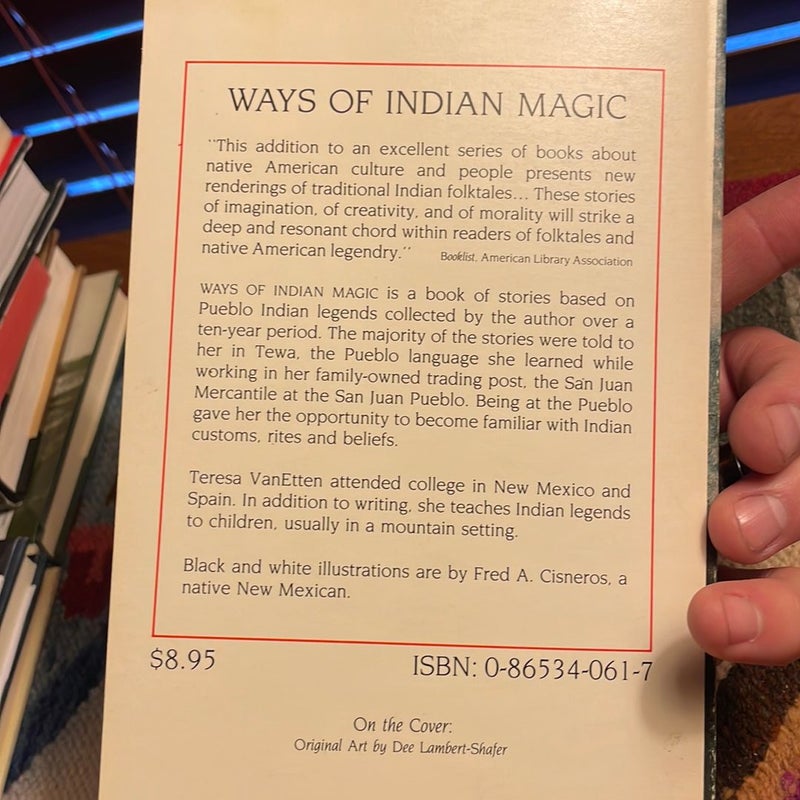 WAYS OF INDIAN MAGIC
"This addition to an excellent series of books about
native American culture and people presents new
renderings of traditional Indian folktales... These stories
of imagination, of creativity, and of morality will strike a
deep and resonant chord within readers of folktales and
native American legendry." Booklist, American Library Association
WAYS OF INDIAN MAGIC is a book of stories based on
Pueblo Indian legends collected by the author over a
ten-year period. The majority of the stories were told to
her in Tewa, the Pueblo language she learned while
working in her family-owned trading post, the San Juan
Mercantile at the San Juan Pueblo. Being at the Pueblo
gave her the opportunity to become familiar with Indian
customs, rites and beliefs.
Teresa VanEtten attended college in New Mexico and
Spain. In addition to writing, she teaches Indian legends
to children, usually in a mountain setting.
Black and white illustrations are by Fred A. Cisneros, a
native New Mexican.
$8.95 ISBN: 0-86534-061-7
On the Cover:
Original Art by Dee Lambert-Shafer